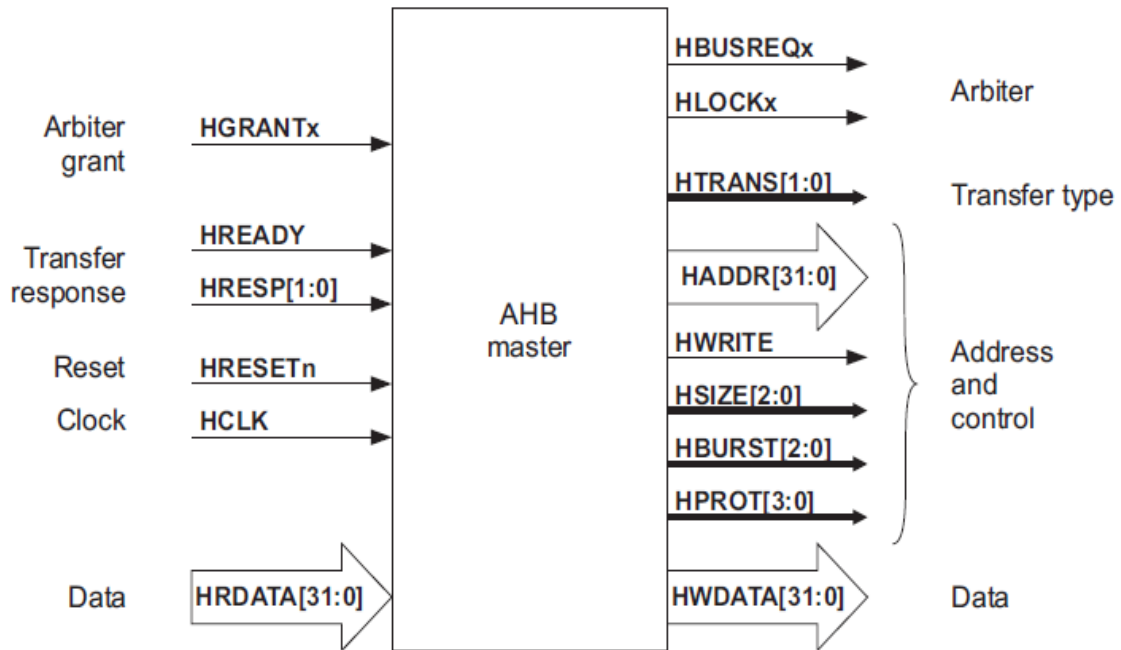 Arbiter
grant
HGRANTx
Transfer
response
HREADY
HRESP[1:0]
Reset
HRESETn
Clock
HCLK
Data
HRDATA[31:0]
AHB
master
HBUSREQx
HLOCKx
Arbiter
HTRANS[1:0]
Transfer type
HADDR[31:0]
HWRITE
HSIZE[2:0]
HBURST[2:0]
HPROT[3:0]
Address
and
control
HWDATA[31:0]
Data